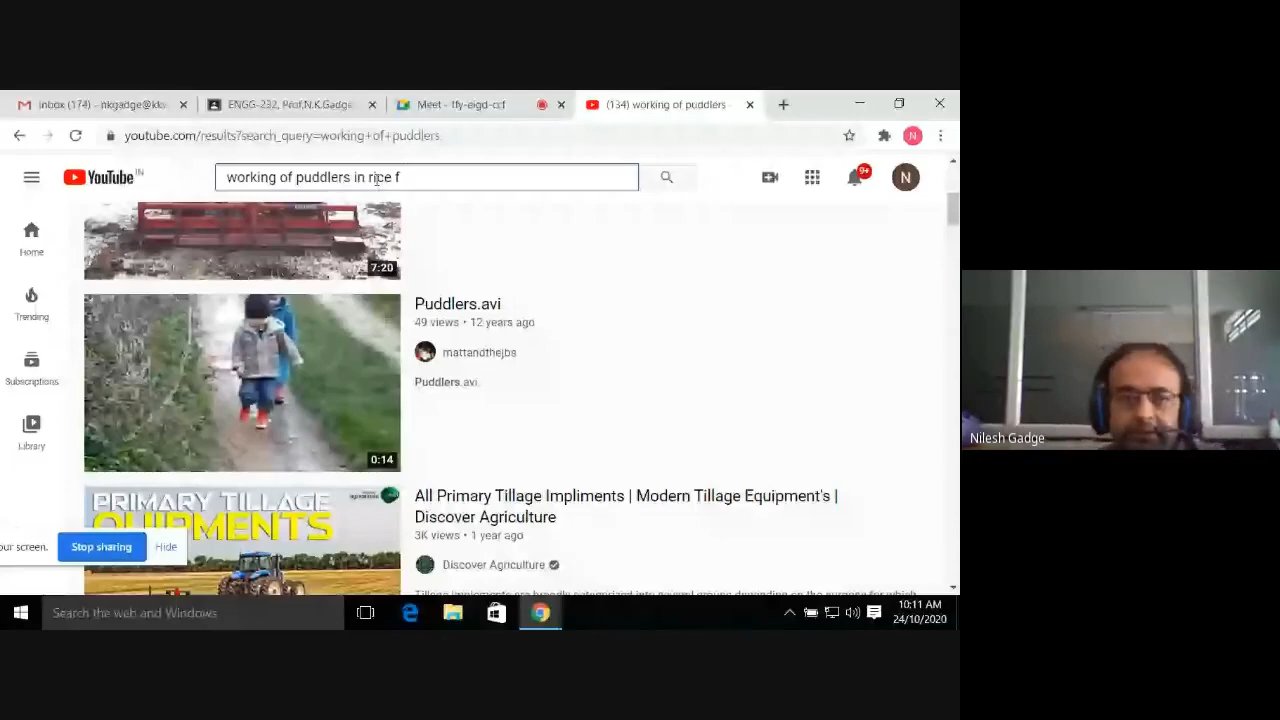 Inbox (174) - nkgadge@kkv
ENGG-232, Prof.N.K.Gadge
Meet - tfy-eigd-ccf
(134) working of puddlers -
youtube.com/results?search_query=working+of+puddlers
YouTube IN
working of puddlers in rice f
9+
N
N
Home
Trending
Subscriptions
Library
7:20
Puddlers.avi
49 views • 12 years ago
mattandthejbs
Puddlers.avi.
0:14
PRIMARY TILLAGE
QUIPMENTS
All Primary Tillage Impliments | Modern Tillage Equipment's |
Discover Agriculture
3K views • 1 year ago
Discover Agriculture
our screen.
Stop sharing
Hide
Search the web and Windows
10:11 AM
24/10/2020
Nilesh Gadge